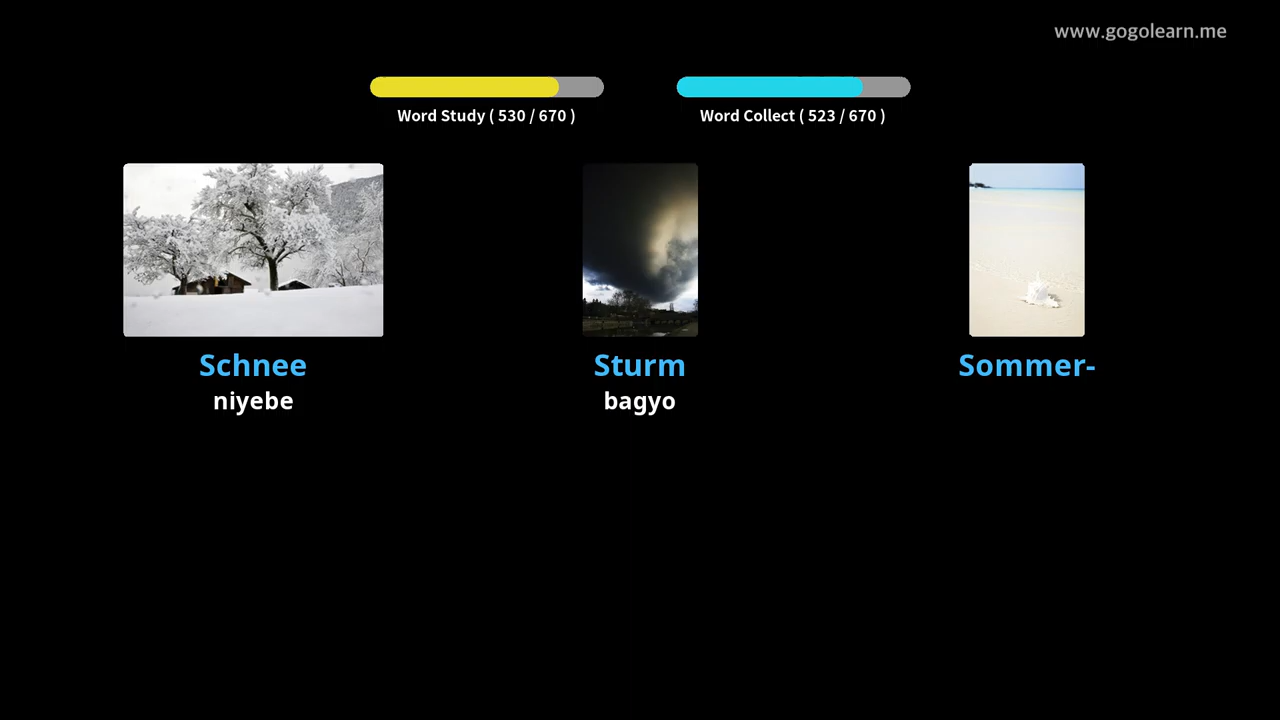 www.gogolearn.me
Word Study ( 530 / 670 )
Word Collect ( 523 / 670 )
Schnee
niyebe
Sturm
bagyo
Sommer-